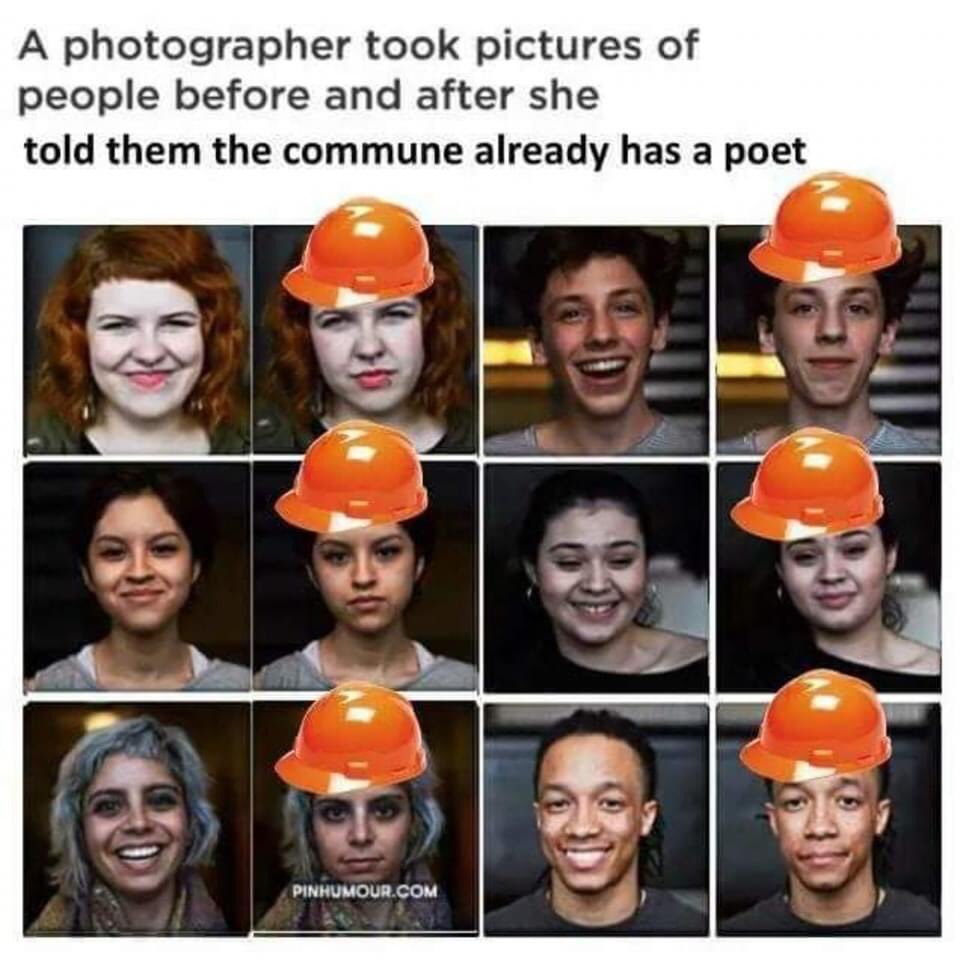 A photographer took pictures of
people before and after she
told them the commune already has a poet
PINHUMOUR.COM